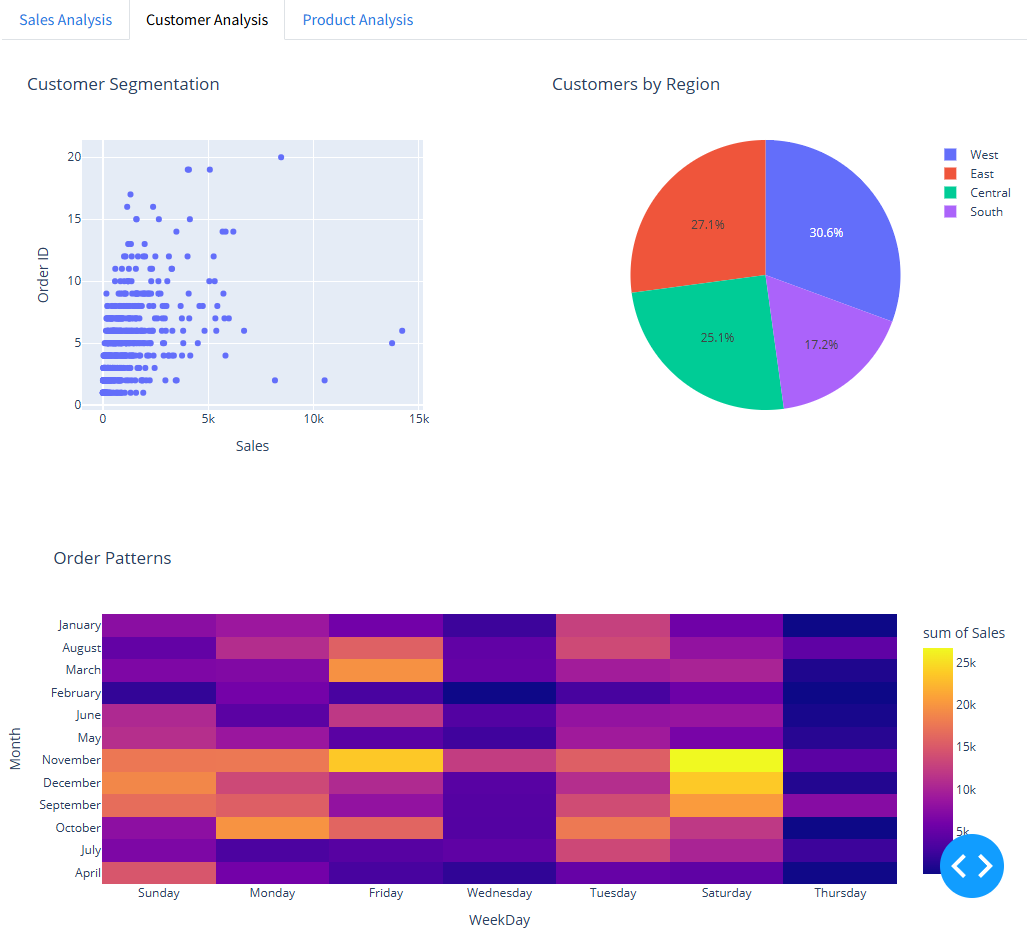 Sales Analysis Customer Analysis Product Analysis
Customer Segmentation
Customers by Region
20
15
10
5
0
Order ID
0 5k 10k 15k
Sales
27.1%
30.6%
25.1%
17.2%
West
East
Central
South
Order Patterns
Month
January
August
March
February
June
May
November
December
September
October
July
April
Sunday Monday Friday Wednesday Tuesday Saturday Thursday
WeekDay
sum of Sales
25k
20k
15k
10k
5k